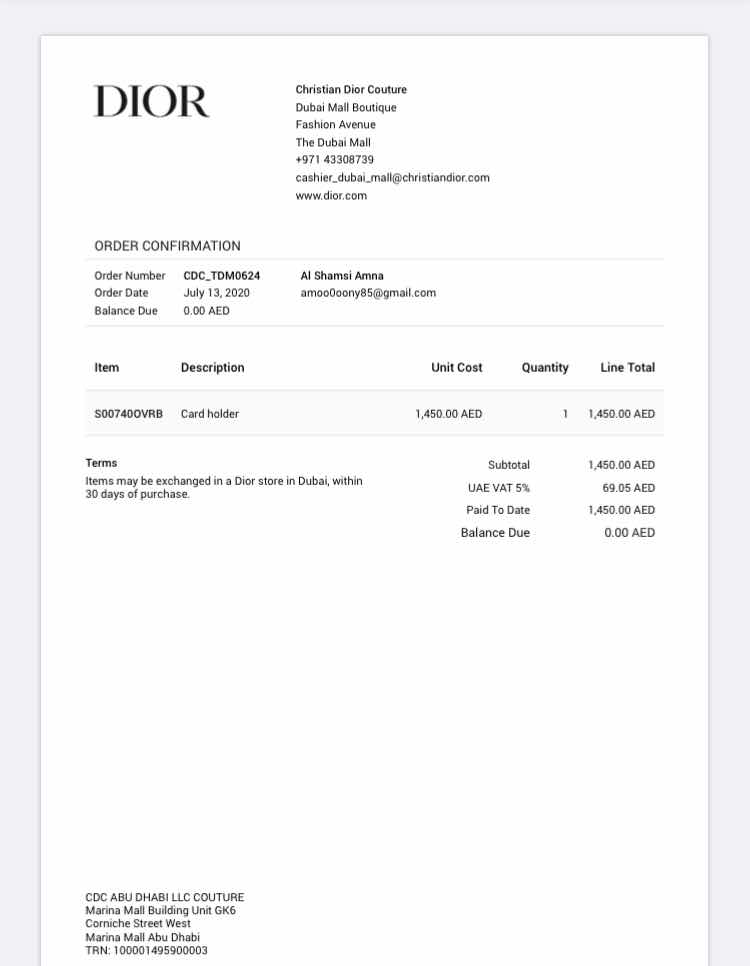 DIOR
Christian Dior Couture
Dubai Mall Boutique
Fashion Avenue
The Dubai Mall
+971 43308739
cashier_dubai_mall@christiandior.com
www.dior.com
ORDER CONFIRMATION
Order Number CDC_TDM0624 Al Shamsi Amna
Order Date July 13, 2020 amoo0oony85@gmail.com
Balance Due 0.00 AED
Item Description Unit Cost Quantity Line Total
S0074OOVRB Card holder 1,450.00 AED 1 1,450.00 AED
Terms
Items may be exchanged in a Dior store in Dubai, within
30 days of purchase.
Subtotal 1,450.00 AED
UAE VAT 5% 69.05 AED
Paid To Date 1,450.00 AED
Balance Due 0.00 AED
CDC ABU DHABI LLC COUTURE
Marina Mall Building Unit GK6
Corniche Street West
Marina Mall Abu Dhabi
TRN: 100001495900003